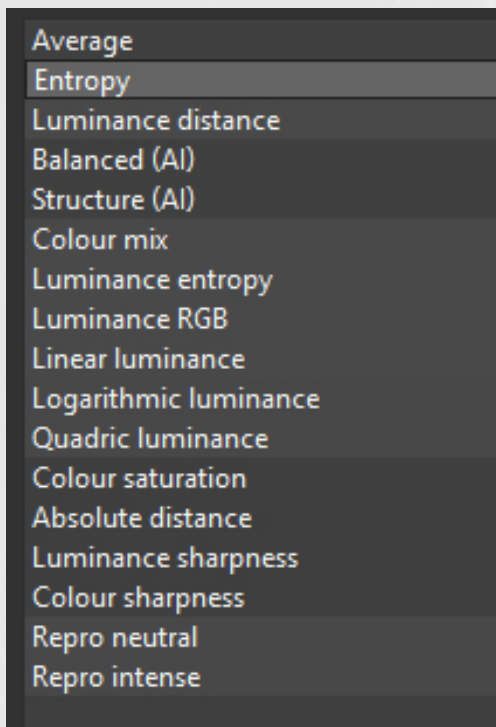 Average
Entropy
Luminance distance
Balanced (AI)
Structure (AI)
Colour mix
Luminance entropy
Luminance RGB
Linear luminance
Logarithmic luminance
Quadric luminance
Colour saturation
Absolute distance
Luminance sharpness
Colour sharpness
Repro neutral
Repro intense